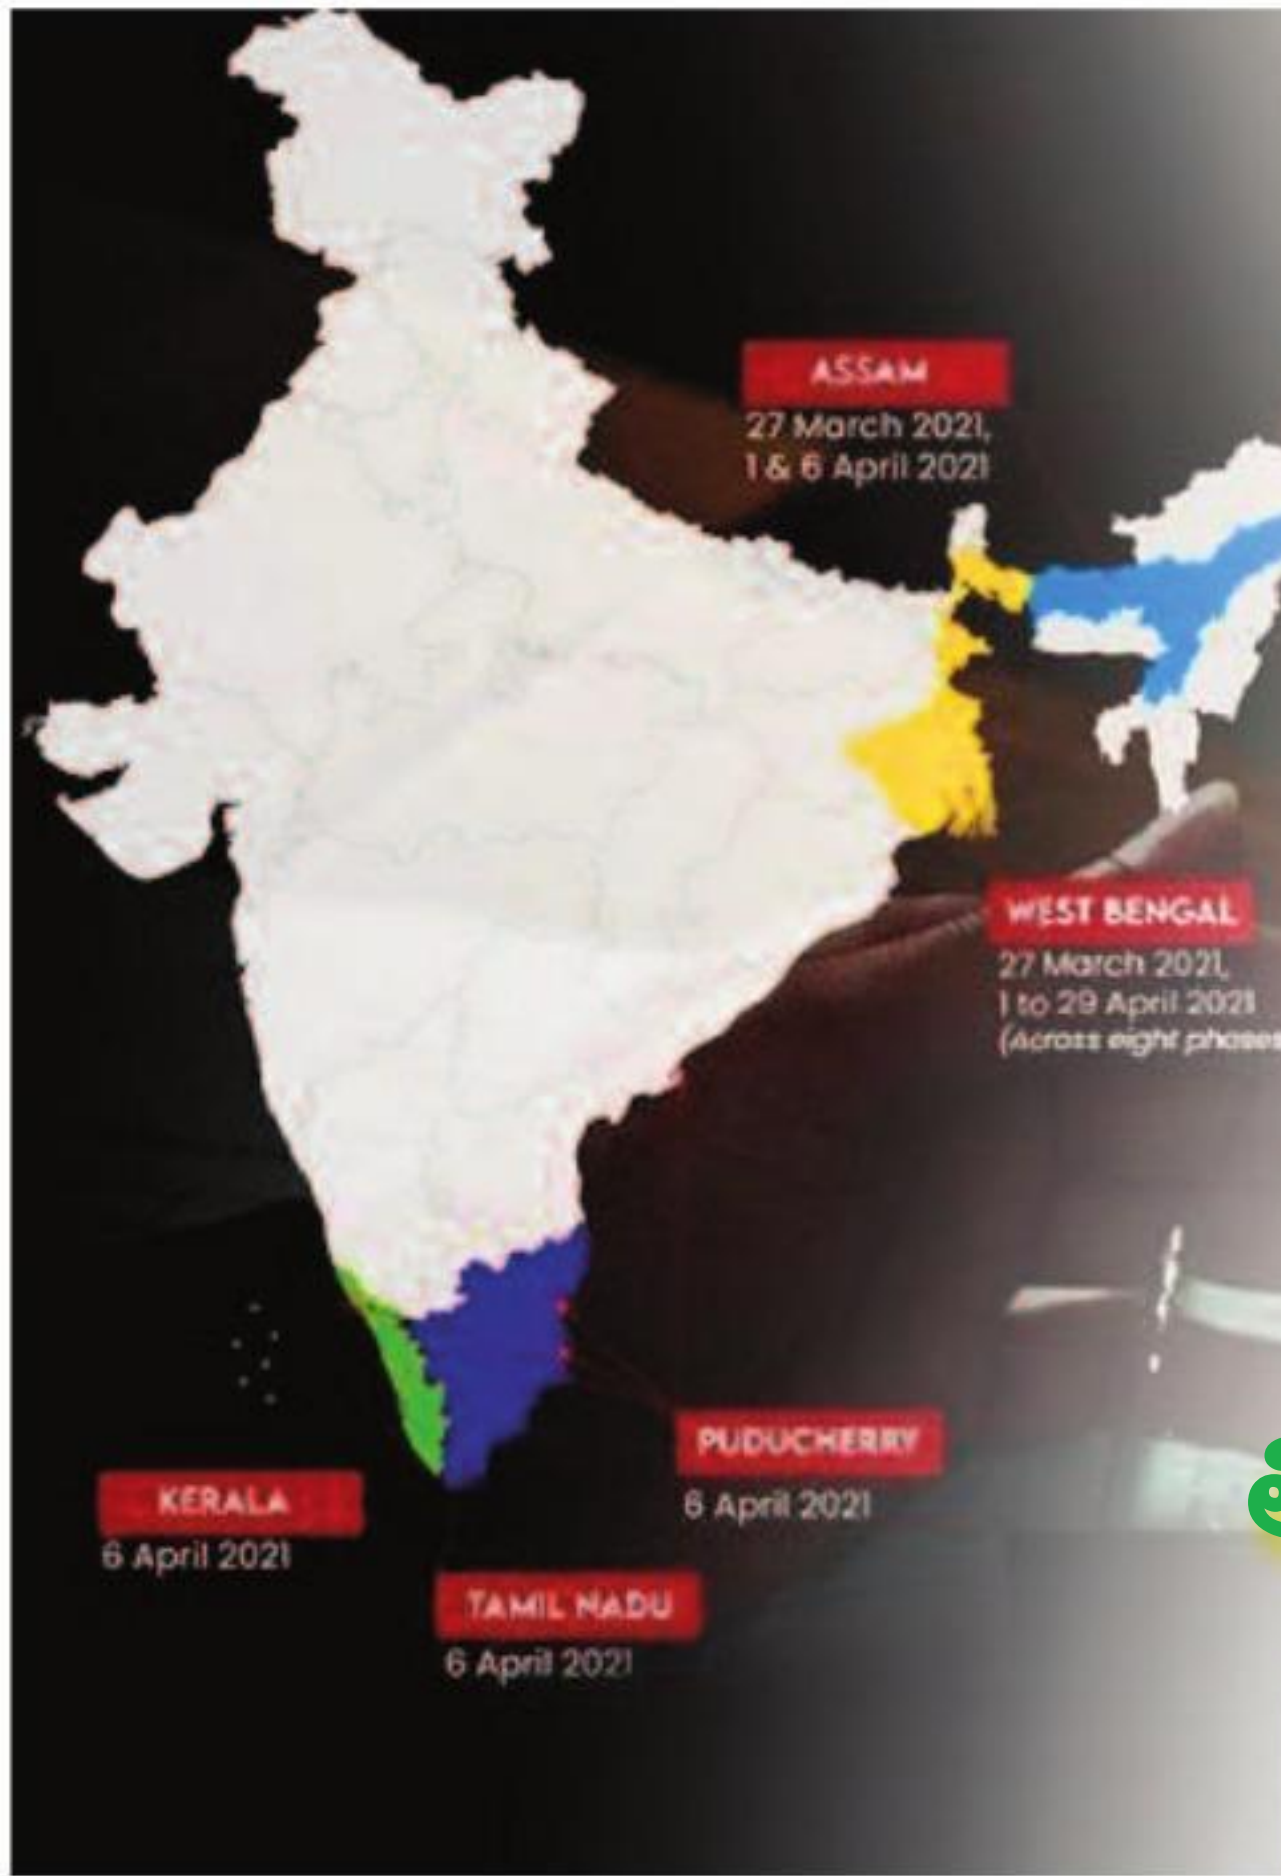 ASSAM
27 March 2021,
1 & 6 April 2021
WEST BENGAL
27 March 2021,
1 to 29 April 2021
(Across eight phases
PUDUCHERRY
6 April 2021
KERALA
6 April 2021
TAMIL NADU
6 April 2021